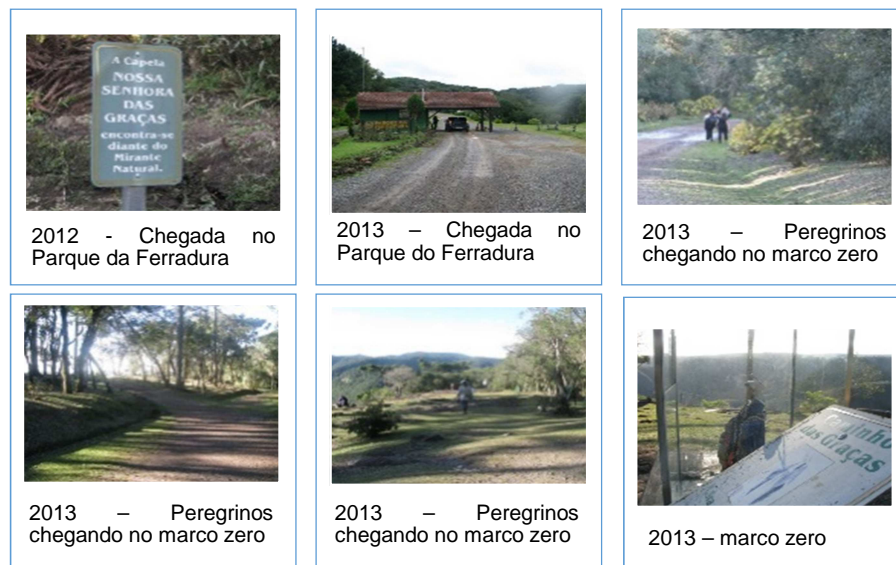 A Capela
NOSSA
SENHORA
DAS
GRAÇAS
encontra-se
diante do
Mirante
Natural.
2012 - Chegada no
Parque da Ferradura
2013 – Chegada no
Parque do Ferradura
2013 – Peregrinos
chegando no marco zero
2013 – Peregrinos
chegando no marco zero
2013 – Peregrinos
chegando no marco zero
das Graças
2013 – marco zero